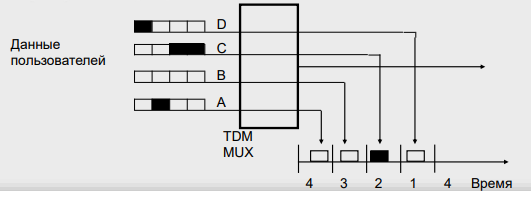 D
Данные
пользователей
C
B
A
TDM
MUX
4 3 2 1 4 Время